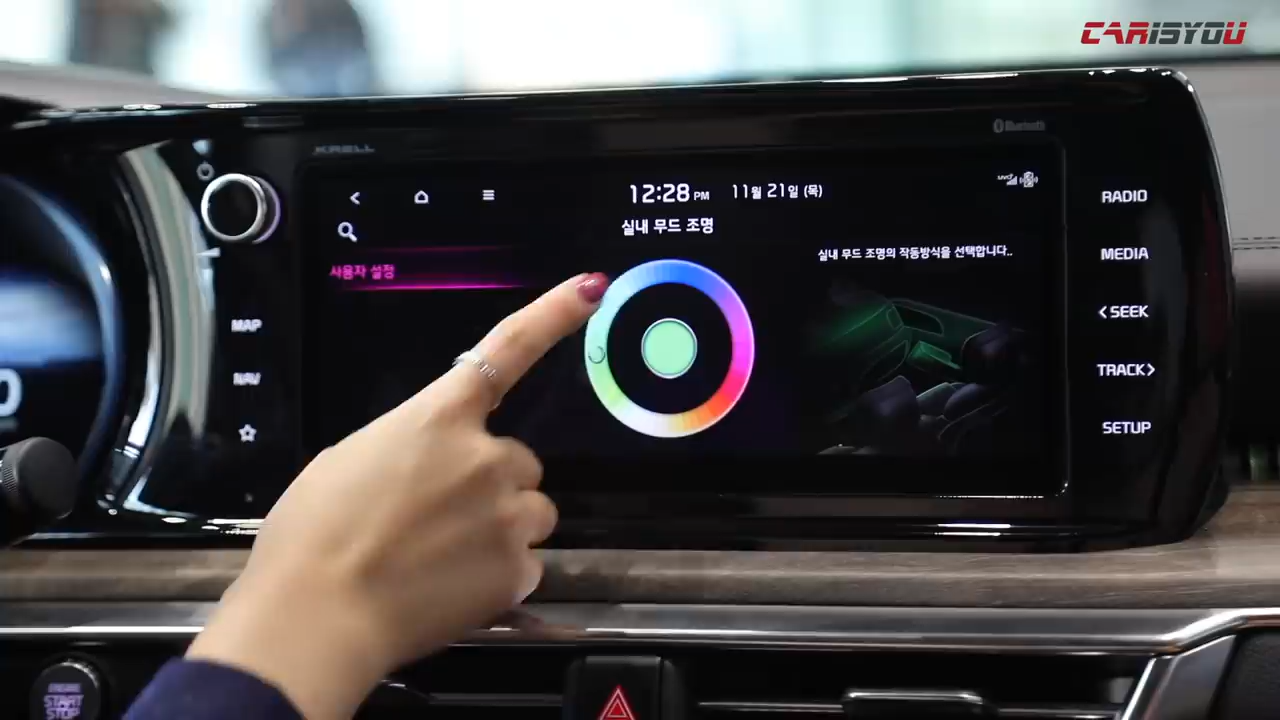 CARISYOU
Bluetooth
KRELL
12:28 PM 11월 21일 (목)
실내 무드 조명
사용자 설정
실내 무드 조명의 작동방식을 선택합니다..
RADIO
MEDIA
< SEEK
TRACK >
SETUP
MAP
NAV
0
ENGINE
START
STOP